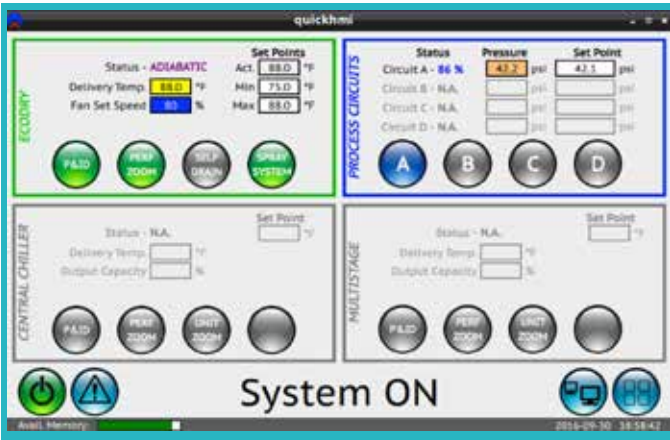 quickhmi
ECODRY
Set Points
Status - ADIABATIC Act. 88.0 °F
Delivery Temp. 88.0 °F Min 75.0 °F
Fan Set Speed 80 % Max 88.0 °F
P&ID
PERF ZOOM
SELF DRAIN
SPRAY SYSTEM
PROCESS CIRCUITS
Status Pressure Set Point
Circuit A - 86 % 42.2 psi 42.1 psi
Circuit B - N.A. psi psi
Circuit C - N.A. psi psi
Circuit D - N.A. psi psi
A B C D
CENTRAL CHILLER
Set Point
Status - N.A. °F
Delivery Temp. °F
Output Capacity %
P&ID
PERF ZOOM
UNIT ZOOM
MULTISTAGE
Set Point
Status - N.A. °F
Delivery Temp. °F
Output Capacity %
P&ID
PERF ZOOM
UNIT ZOOM
System ON
Avail. Memory:
2016-09-30 18:58:42